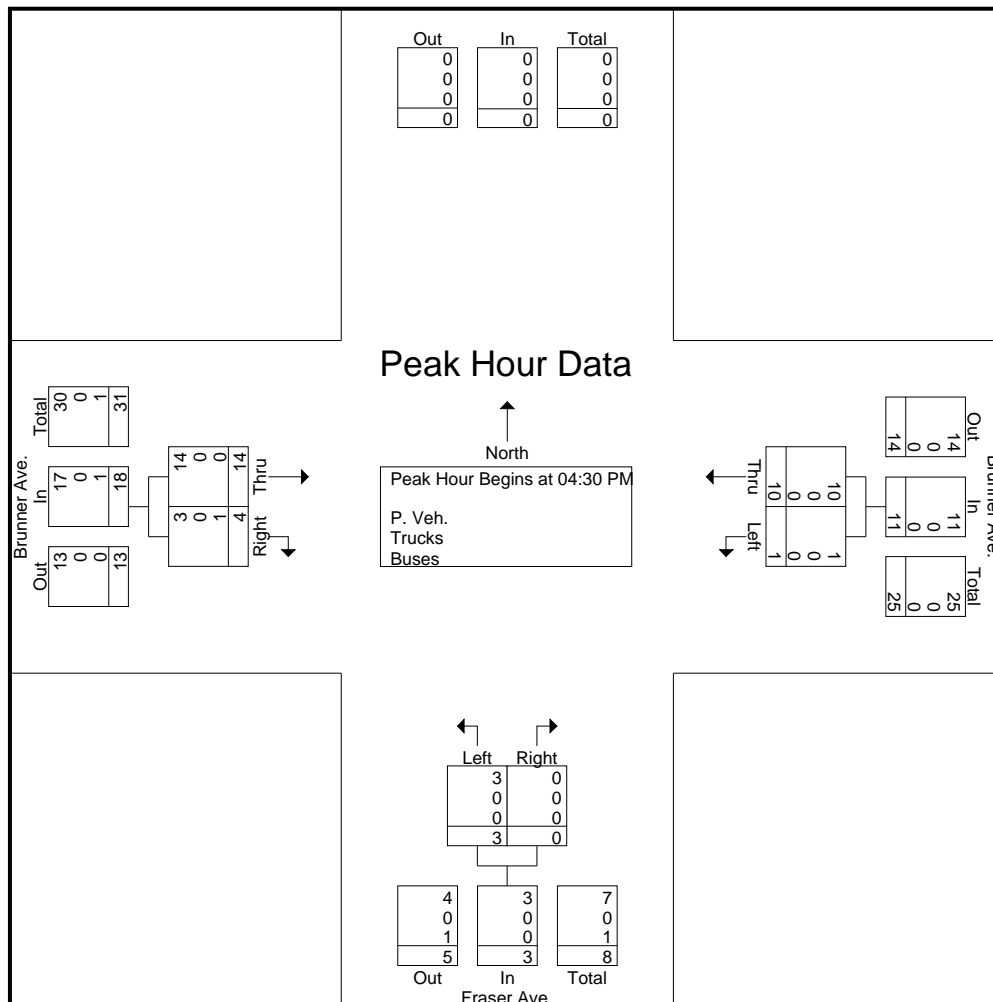 Out In Total
0 0 0
0 0 0
0 0 0
0 0 0
Peak Hour Data
North
Peak Hour Begins at 04:30 PM
P. Veh.
Trucks
Buses
Brunner Ave.
Out In Total
13 17 30
0 0 0
0 1 1
13 18 31
Right Thru
3 14
0 0
1 0
4 14
Thru Left
10 1
0 0
0 0
10 1
Brunner Ave.
Out In Total
14 11 25
0 0 0
0 0 0
14 11 25
Left Right
3 0
0 0
0 0
3 0
4 3 7
0 0 0
1 0 1
5 3 8
Out In Total
Fraser Ave.